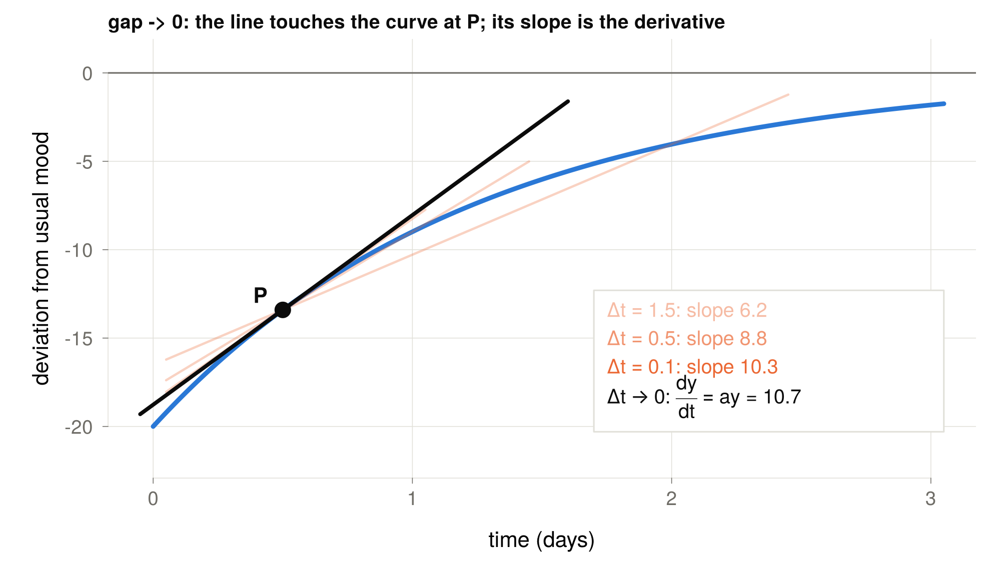 gap -> 0: the line touches the curve at P; its slope is the derivative
0
-5
-10
-15
-20
deviation from usual mood
P
Δt = 1.5: slope 6.2
Δt = 0.5: slope 8.8
Δt = 0.1: slope 10.3
Δt → 0: dy/dt = ay = 10.7
0 1 2 3
time (days)